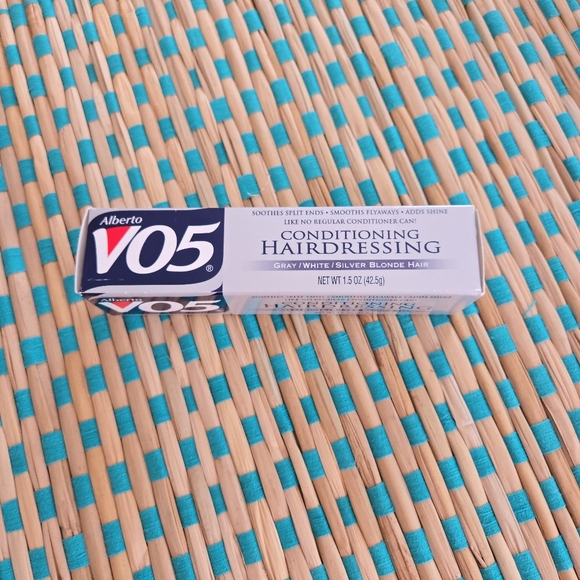 Alberto
VO5®
SOOTHES SPLIT ENDS • SMOOTHS FLYAWAYS • ADDS SHINE
LIKE NO REGULAR CONDITIONER CAN!
CONDITIONING
HAIRDRESSING
GRAY/WHITE/SILVER BLONDE HAIR
NET WT 1.5 OZ (42.5g)
Alberto
VO5